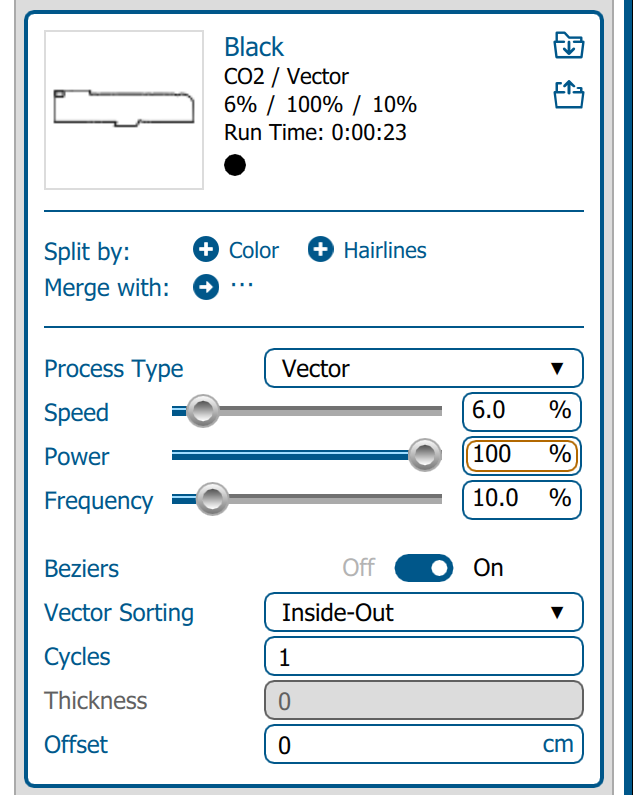 Black
CO2 / Vector
6% / 100% / 10%
Run Time: 0:00:23
Split by: Color Hairlines
Merge with: ...
Process Type Vector
Speed 6.0 %
Power 100 %
Frequency 10.0 %
Beziers Off On
Vector Sorting Inside-Out
Cycles 1
Thickness 0
Offset 0 cm